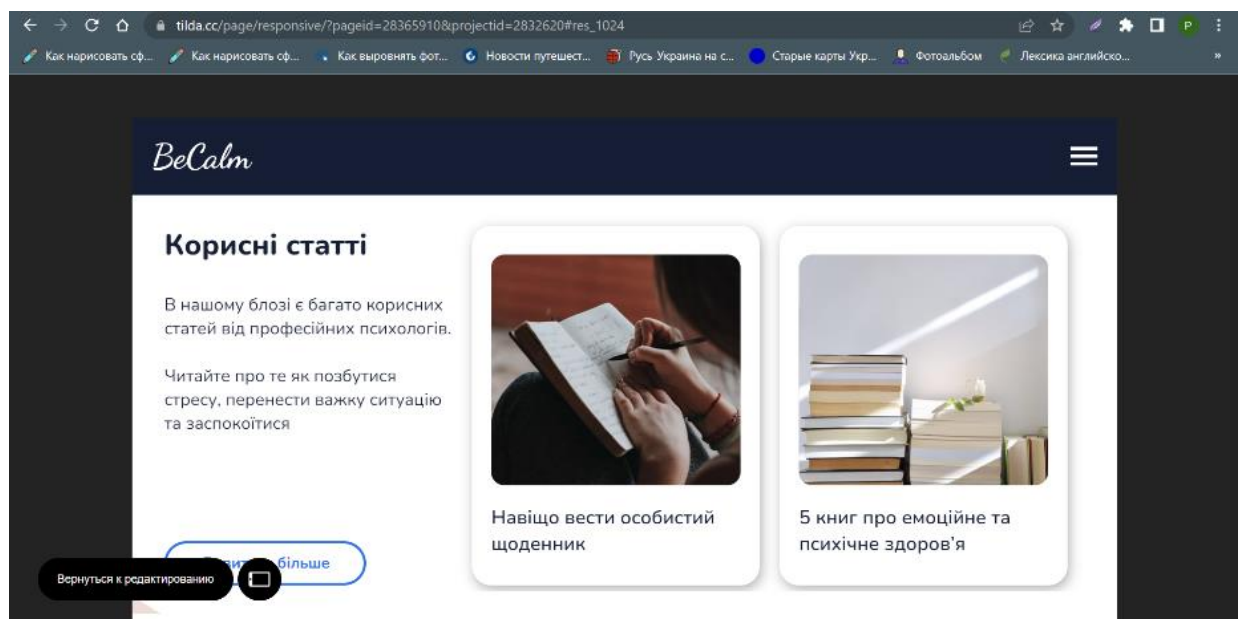 tilda.cc/page/responsive/?pageid=28365910&projectid=2832620#res_1024
P
Как нарисовать сф... Как нарисовать сф... Как выровнять фот... Новости путешест... Русь Украина на с... Старые карты Укр... Фотоальбом Лексика английско... »
BeCalm
Корисні статті
В нашому блозі є багато корисних
статей від професійних психологів.
Читайте про те як позбутися
стресу, перенести важку ситуацію
та заспокоїтися
більше
Вернуться к редактированию
Навіщо вести особистий
щоденник
5 книг про емоційне та
психічне здоров’я